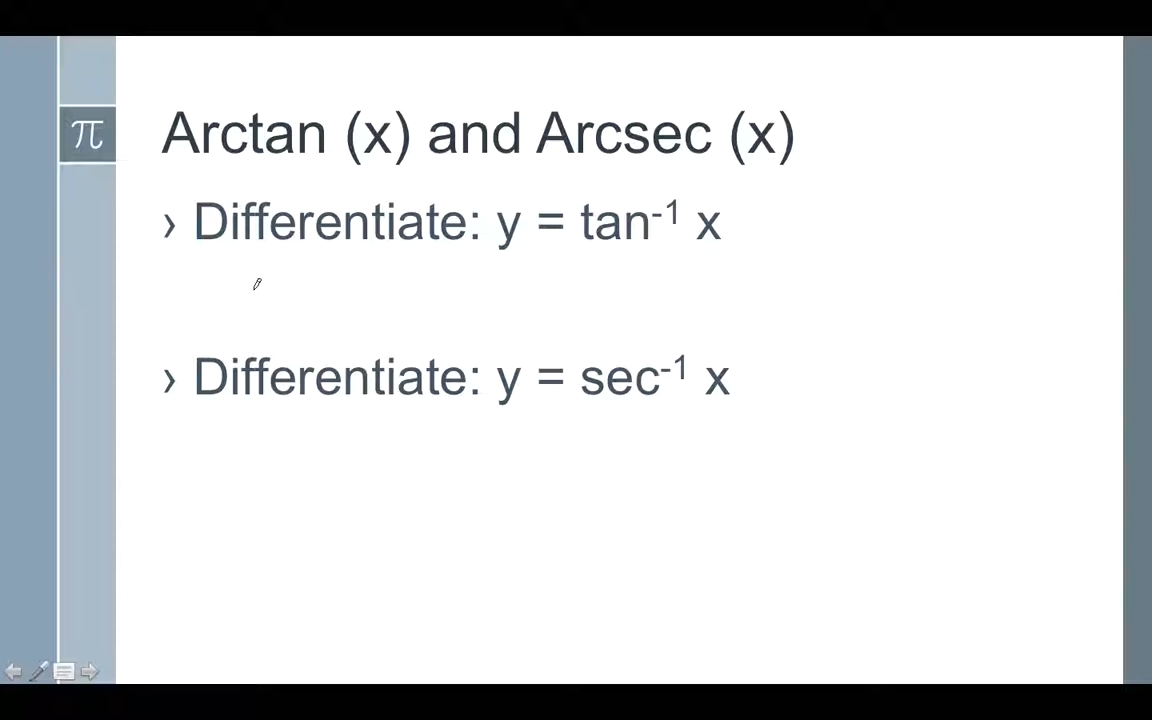 π
Arctan (x) and Arcsec (x)
› Differentiate: y = tan⁻¹ x
› Differentiate: y = sec⁻¹ x